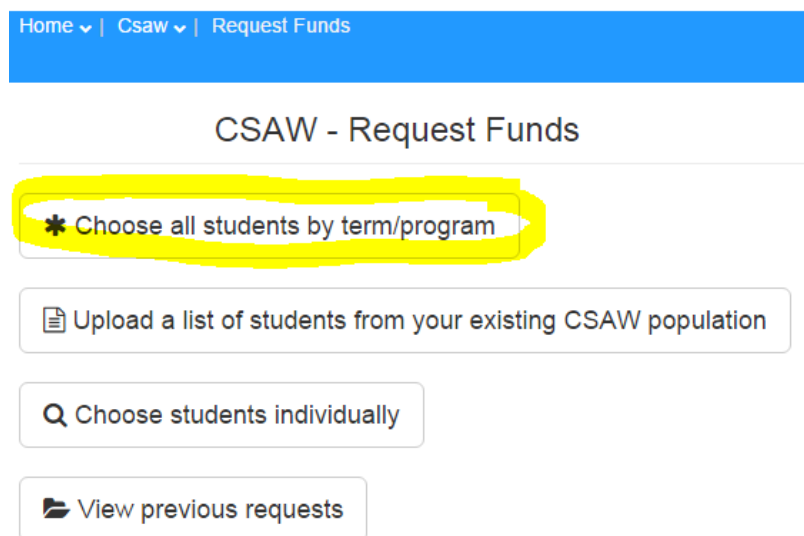 Home | Csaw | Request Funds
CSAW - Request Funds
Choose all students by term/program
Upload a list of students from your existing CSAW population
Choose students individually
View previous requests